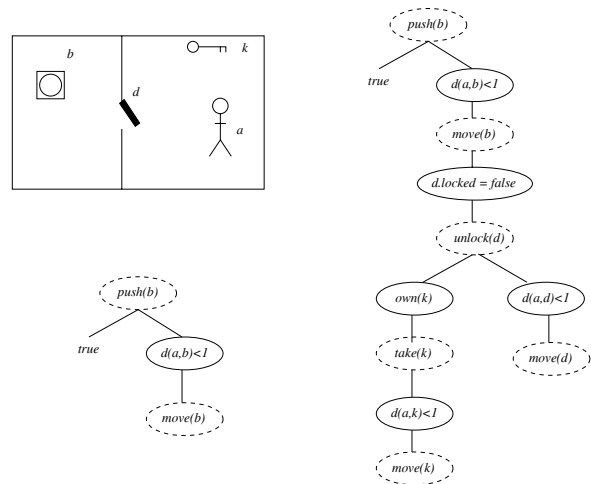 b
k
d
a
push(b)
true
d(a,b)<1
move(b)
push(b)
true
d(a,b)<1
move(b)
d.locked = false
unlock(d)
own(k)
d(a,d)<1
take(k)
move(d)
d(a,k)<1
move(k)